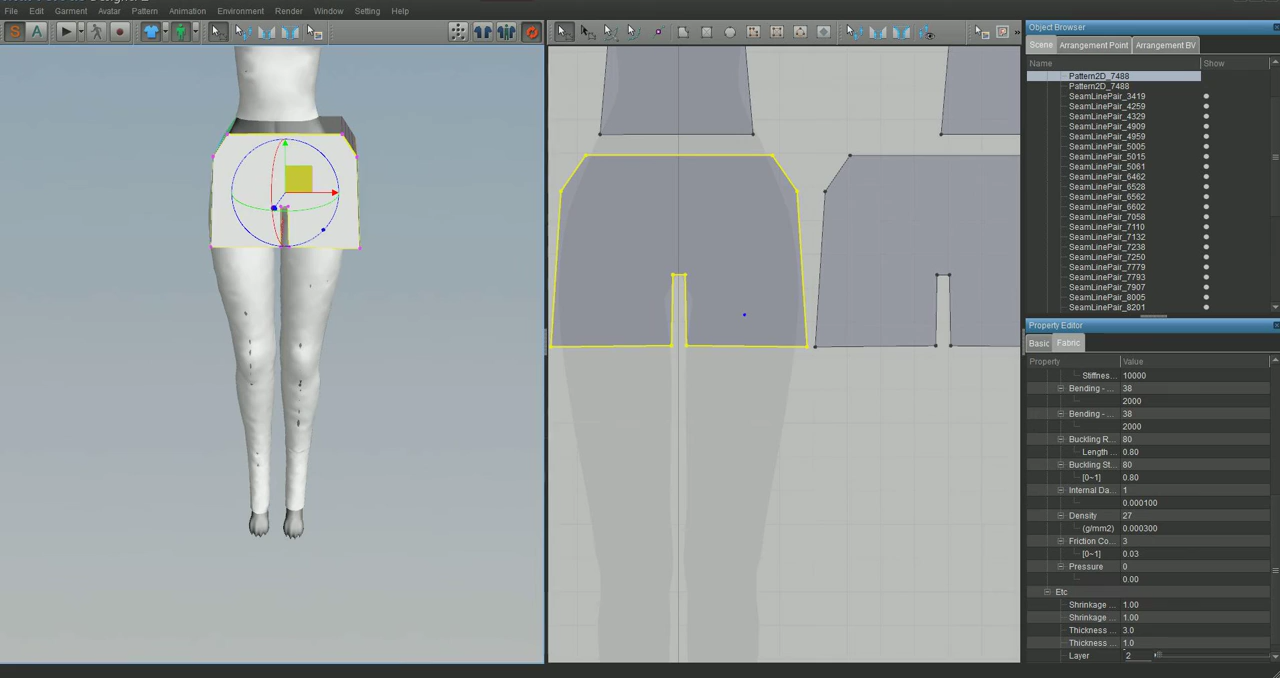 File Edit Garment Avatar Pattern Animation Environment Render Window Setting Help
S A
Object Browser
Scene Arrangement Point Arrangement BV
Name Show
Pattern2D_7488
Pattern2D_7488
SeamLinePair_3419
SeamLinePair_4259
SeamLinePair_4329
SeamLinePair_4909
SeamLinePair_4959
SeamLinePair_5005
SeamLinePair_5015
SeamLinePair_5061
SeamLinePair_6462
SeamLinePair_6528
SeamLinePair_6562
SeamLinePair_6602
SeamLinePair_7058
SeamLinePair_7110
SeamLinePair_7132
SeamLinePair_7238
SeamLinePair_7250
SeamLinePair_7779
SeamLinePair_7793
SeamLinePair_7907
SeamLinePair_8005
SeamLinePair_8201
Property Editor
Basic Fabric
Property Value
Stiffnes... 10000
Bending - ... 38
2000
Bending - ... 38
2000
Buckling R... 80
Length ... 0.80
Buckling St... 80
[0~1] 0.80
Internal Da... 1
0.000100
Density 27
(g/mm2) 0.000300
Friction Co... 3
[0~1] 0.03
Pressure 0
0.00
Etc
Shrinkage ... 1.00
Shrinkage ... 1.00
Thickness ... 3.0
Thickness ... 1.0
Layer 2